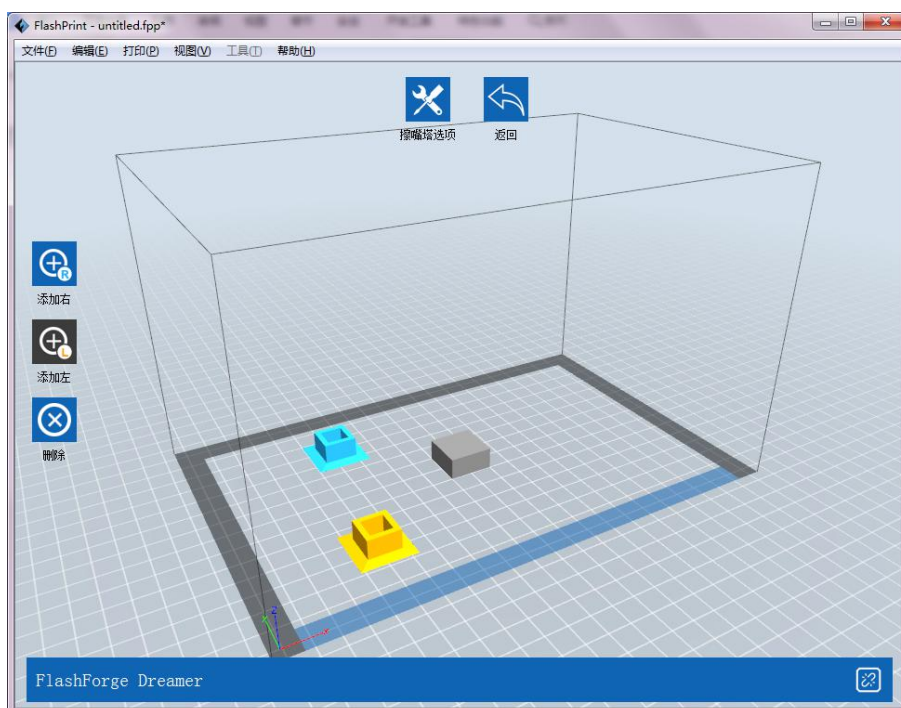 FlashPrint - untitled.fpp*
文件(F) 编辑(E) 打印(P) 视图(V) 工具(T) 帮助(H)
擦嘴塔选项 返回
R
添加右
L
添加左
删除
Z
X
FlashForge Dreamer